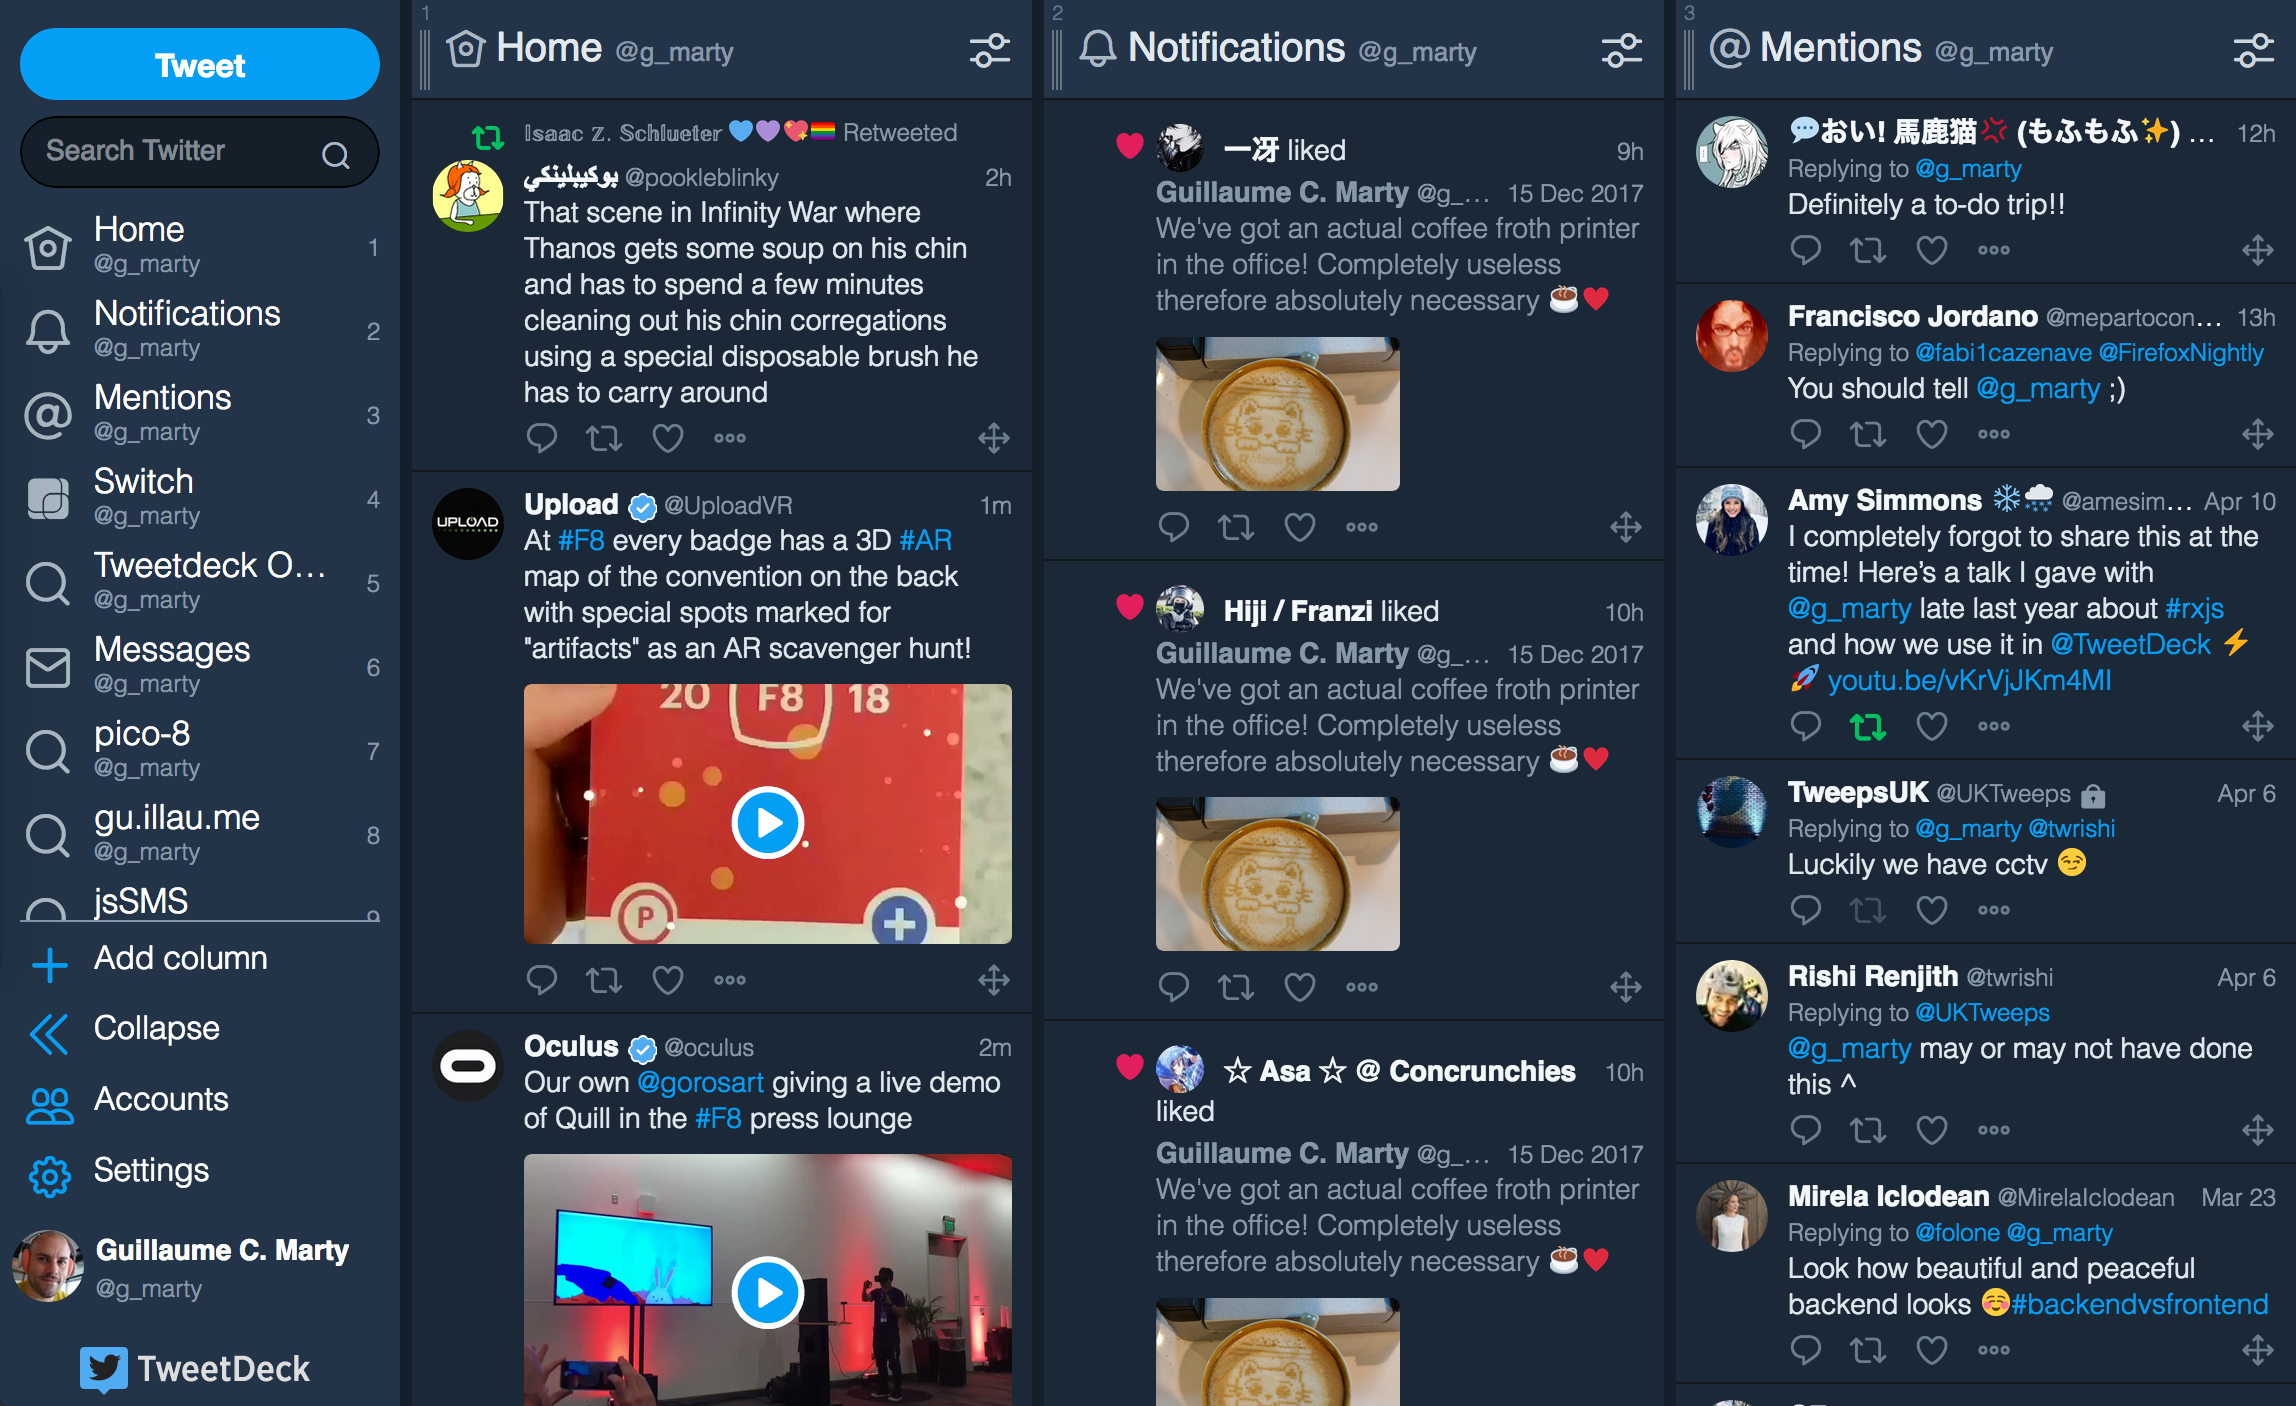 Tweet
Search Twitter
Home
@g_marty
1
Notifications
@g_marty
2
Mentions
@g_marty
3
Switch
@g_marty
4
Tweetdeck O...
@g_marty
5
Messages
@g_marty
6
pico-8
@g_marty
7
gu.illau.me
@g_marty
8
jsSMS
9
Add column
Collapse
Accounts
Settings
Guillaume C. Marty
@g_marty
TweetDeck
1
Home @g_marty
𝕀𝕤𝕒𝕒𝕔 ℤ. 𝕊𝕔𝕙𝕝𝕦𝕖𝕥𝕖𝕣 💙💜💖🏳️‍🌈 Retweeted
بوكيبلينكي @pookleblinky 2h
That scene in Infinity War where
Thanos gets some soup on his chin
and has to spend a few minutes
cleaning out his chin corregations
using a special disposable brush he
has to carry around
UPLOAD
Upload @UploadVR 1m
At #F8 every badge has a 3D #AR
map of the convention on the back
with special spots marked for
"artifacts" as an AR scavenger hunt!
20 F8 18
P
Oculus @oculus 2m
Our own @gorosart giving a live demo
of Quill in the #F8 press lounge
2
Notifications @g_marty
一冴 liked 9h
Guillaume C. Marty @g_... 15 Dec 2017
We've got an actual coffee froth printer
in the office! Completely useless
therefore absolutely necessary ☕❤️
Hiji / Franzi liked 10h
Guillaume C. Marty @g_... 15 Dec 2017
We've got an actual coffee froth printer
in the office! Completely useless
therefore absolutely necessary ☕❤️
☆ Asa ☆ @ Concrunchies 10h
liked
Guillaume C. Marty @g_... 15 Dec 2017
We've got an actual coffee froth printer
in the office! Completely useless
therefore absolutely necessary ☕❤️
3
Mentions @g_marty
💬おい! 馬鹿猫💢 (もふもふ✨) ... 12h
Replying to @g_marty
Definitely a to-do trip!!
Francisco Jordano @mepartocon... 13h
Replying to @fabi1cazenave @FirefoxNightly
You should tell @g_marty ;)
Amy Simmons ❄️🌨️ @amesim... Apr 10
I completely forgot to share this at the
time! Here’s a talk I gave with
@g_marty late last year about #rxjs
and how we use it in @TweetDeck ⚡
🚀 youtu.be/vKrVjJKm4MI
TweepsUK @UKTweeps Apr 6
Replying to @g_marty @twrishi
Luckily we have cctv 😏
Rishi Renjith @twrishi Apr 6
Replying to @UKTweeps
@g_marty may or may not have done
this ^
Mirela Iclodean @MirelaIclodean Mar 23
Replying to @folone @g_marty
Look how beautiful and peaceful
backend looks ☺️#backendvsfrontend